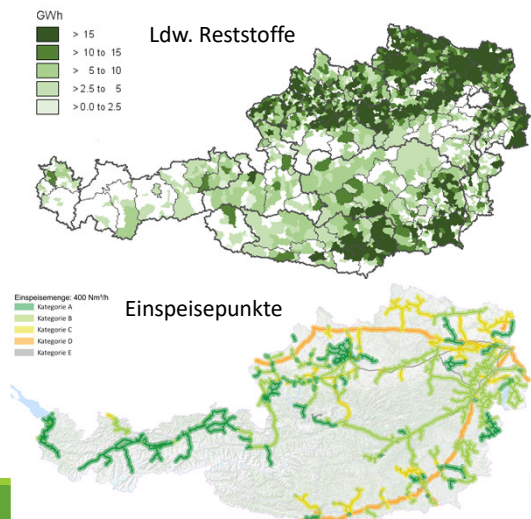 GWh
Ldw. Reststoffe
> 15
> 10 to 15
> 5 to 10
> 2.5 to 5
> 0.0 to 2.5
Einspeisemenge: 400 Nm³/h
Einspeisepunkte
Kategorie A
Kategorie B
Kategorie C
Kategorie D
Kategorie E